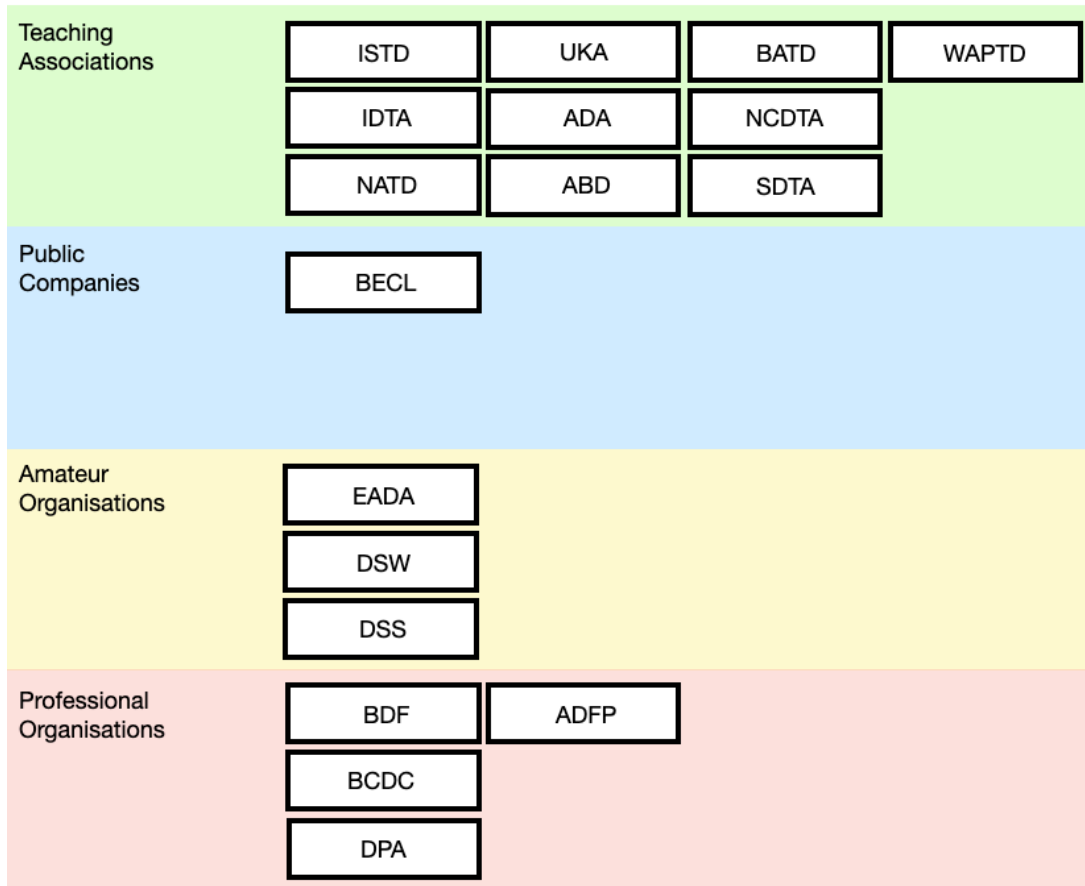 Teaching
Associations
ISTD UKA BATD WAPTD
IDTA ADA NCDTA
NATD ABD SDTA
Public
Companies
BECL
Amateur
Organisations
EADA
DSW
DSS
Professional
Organisations
BDF ADFP
BCDC
DPA